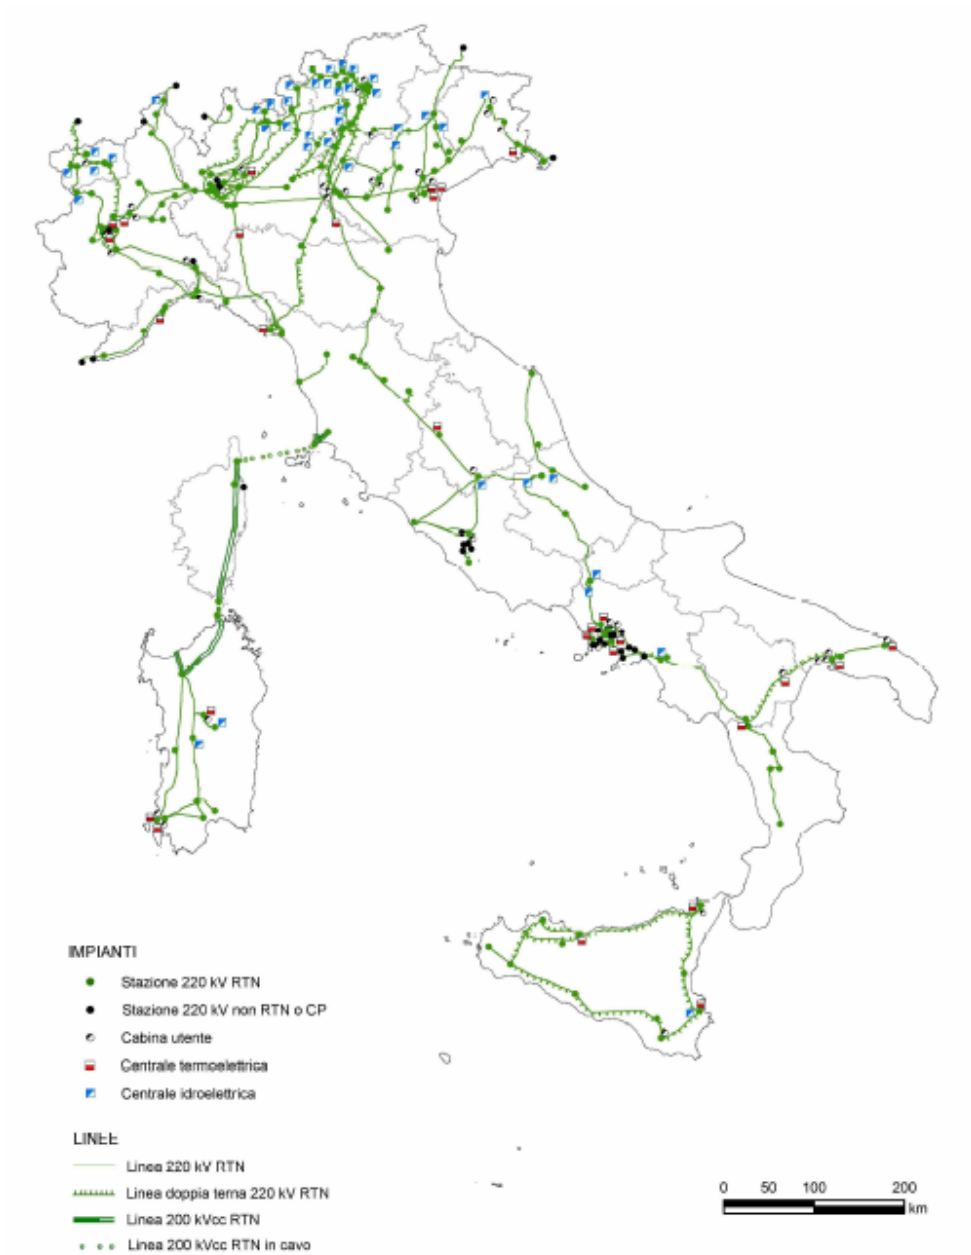 IMPIANTI
Stazione 220 kV RTN
Stazione 220 kV non RTN o CP
Cabina utente
Centrale termoelettrica
Centrale idroelettrica
LINEE
Linea 220 kV RTN
Linea doppia terna 220 kV RTN
Linea 200 kVcc RTN
Linea 200 kVcc RTN in cavo
0 50 100 200
km